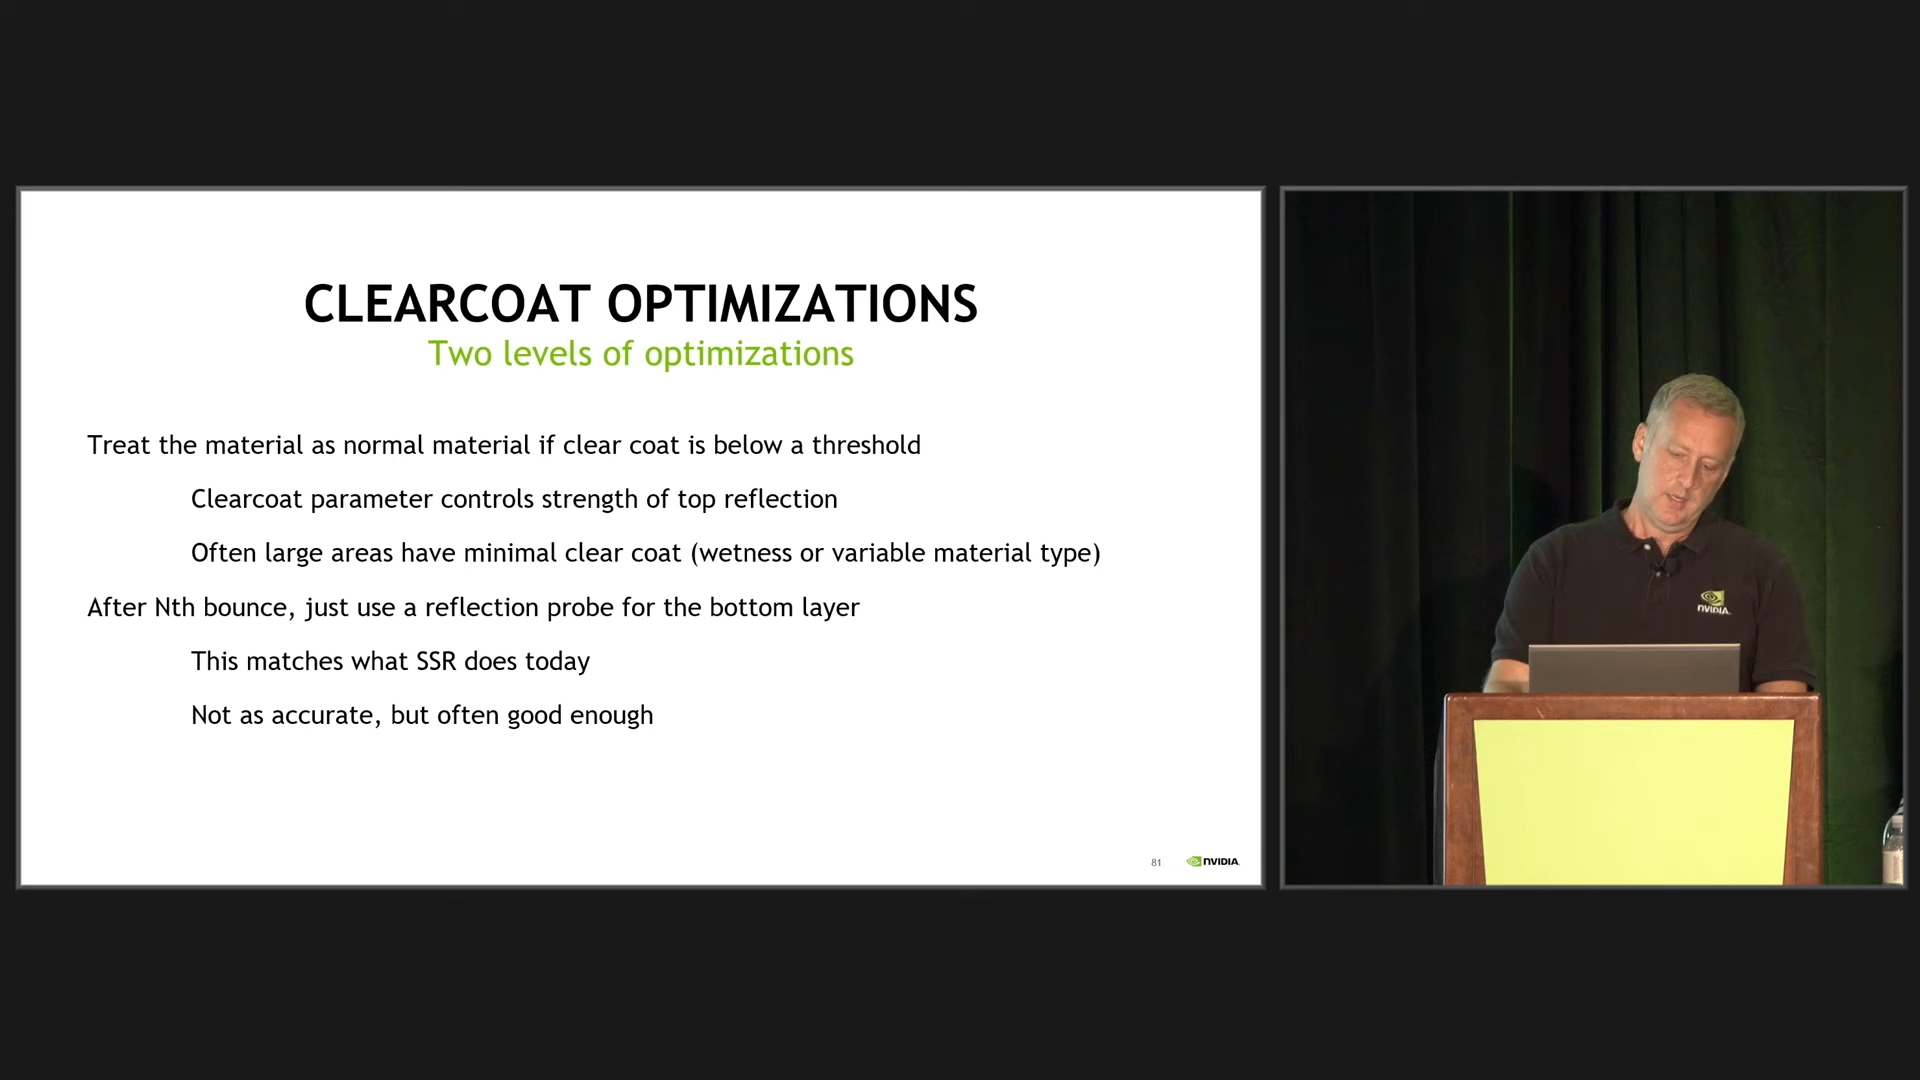 CLEARCOAT OPTIMIZATIONS
Two levels of optimizations
Treat the material as normal material if clear coat is below a threshold
Clearcoat parameter controls strength of top reflection
Often large areas have minimal clear coat (wetness or variable material type)
After Nth bounce, just use a reflection probe for the bottom layer
This matches what SSR does today
Not as accurate, but often good enough
81
NVIDIA
NVIDIA